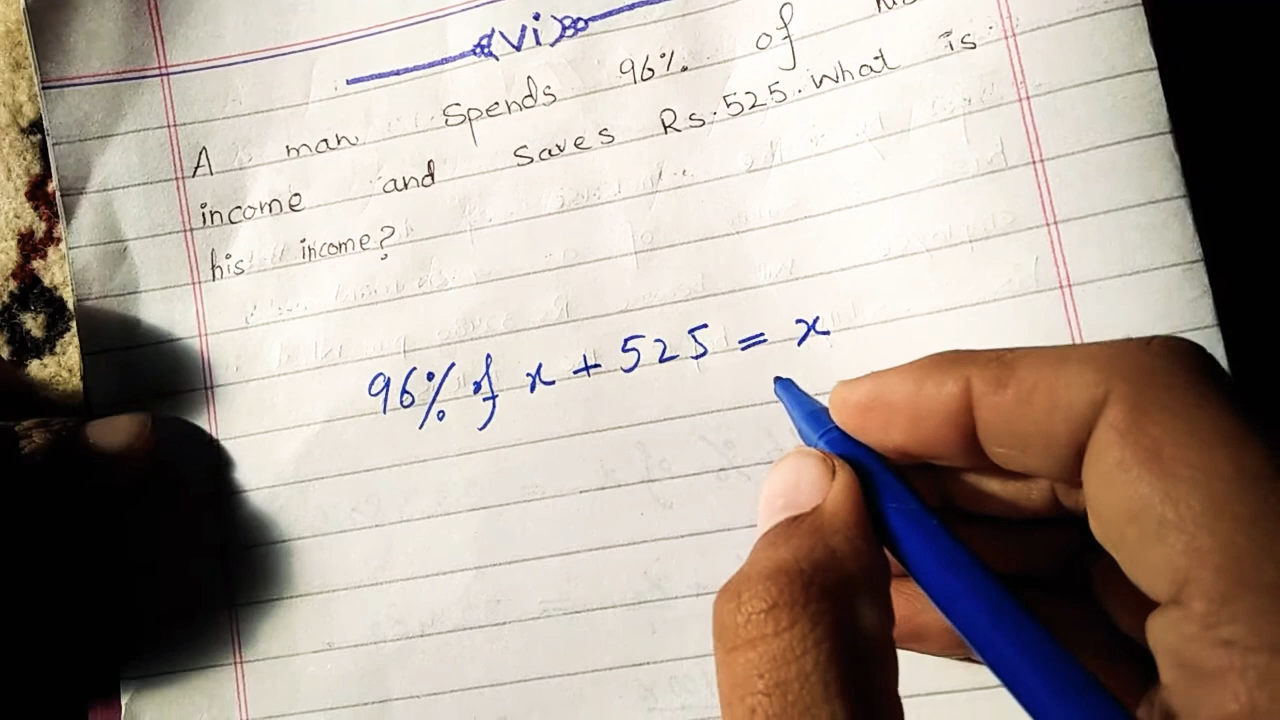 (Vi)
A man spends 96% of
income and saves Rs.525. What is
his income?
96% of x + 525 = x